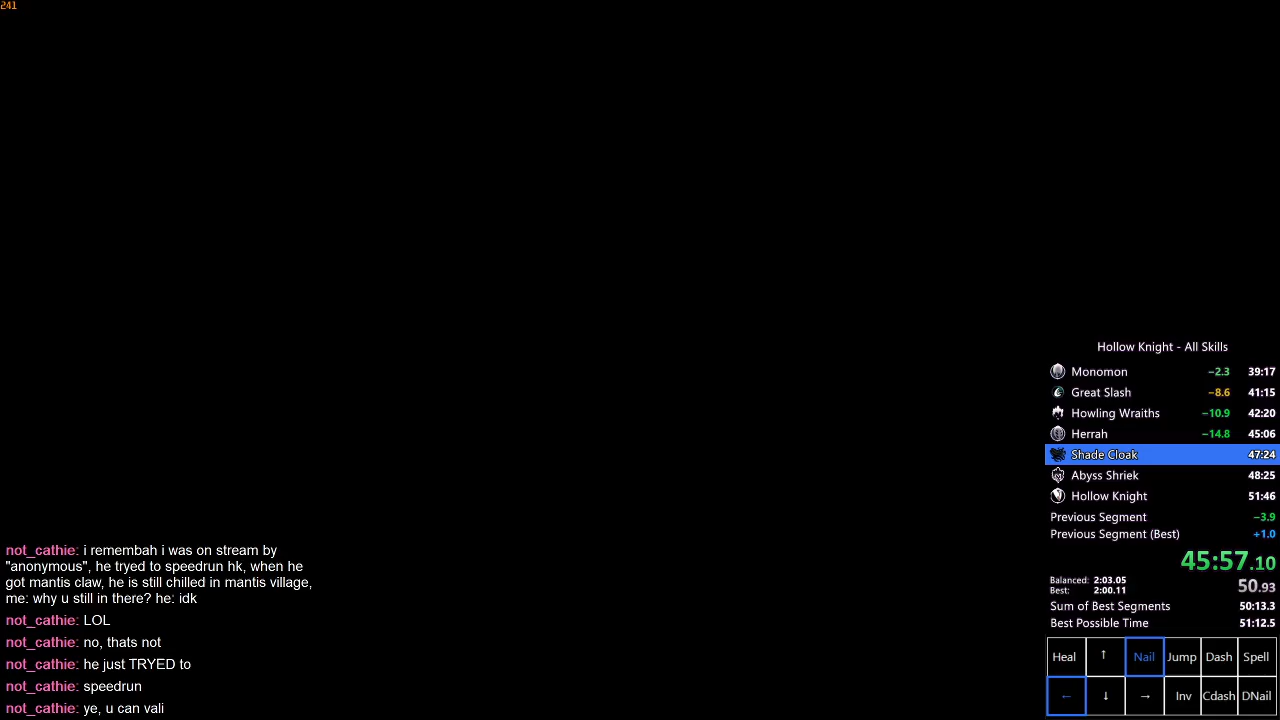 241
Hollow Knight - All Skills
Monomon −2.3 39:17
Great Slash −8.6 41:15
Howling Wraiths −10.9 42:20
Herrah −14.8 45:06
Shade Cloak 47:24
Abyss Shriek 48:25
Hollow Knight 51:46
Previous Segment −3.9
Previous Segment (Best) +1.0
45:57.10
Balanced: 2:03.05
Best: 2:00.11
50.93
Sum of Best Segments 50:13.3
Best Possible Time 51:12.5
Heal ↑ Nail Jump Dash Spell
← ↓ → Inv Cdash DNail
not_cathie: i remembah i was on stream by
"anonymous", he tryed to speedrun hk, when he
got mantis claw, he is still chilled in mantis village,
me: why u still in there? he: idk
not_cathie: LOL
not_cathie: no, thats not
not_cathie: he just TRYED to
not_cathie: speedrun
not_cathie: ye, u can vali